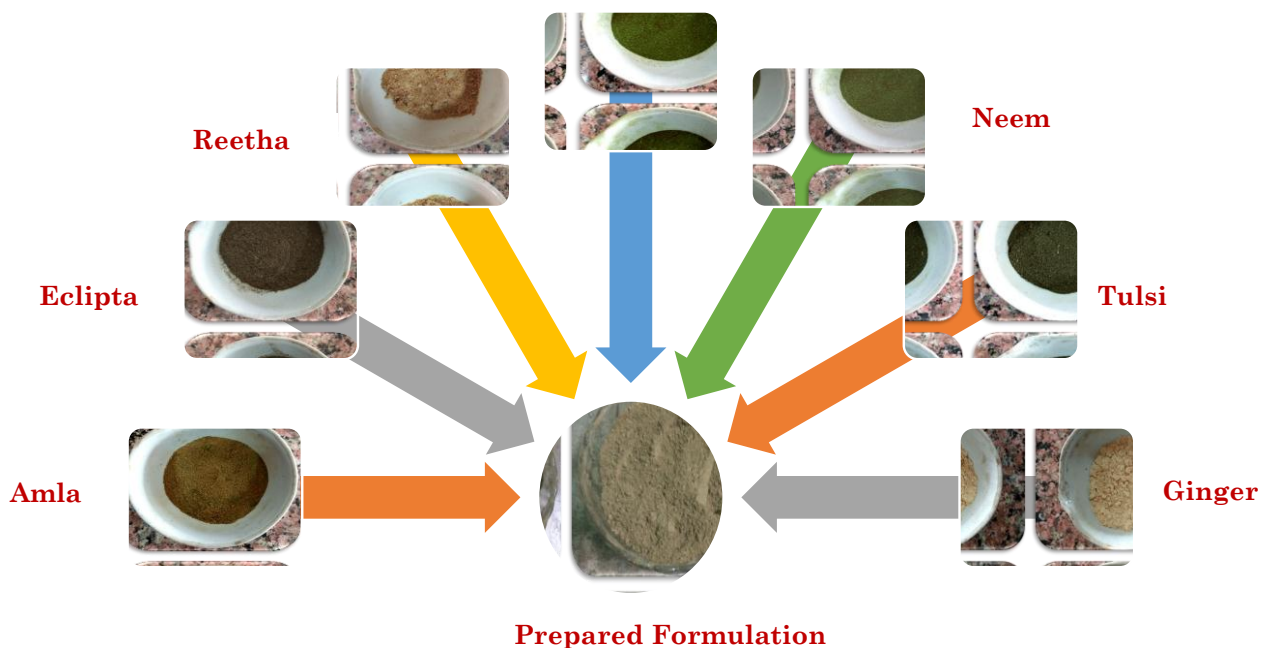 Neem
Reetha
Eclipta
Tulsi
Amla
Ginger
Prepared Formulation